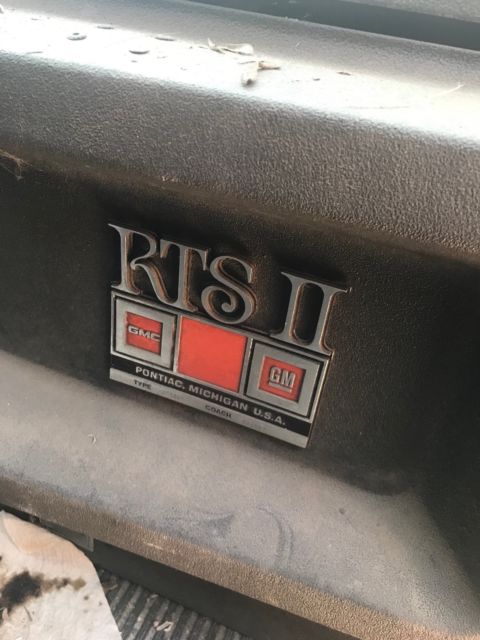 RTS II
GMC GM
PONTIAC, MICHIGAN U.S.A.
TYPE COACH